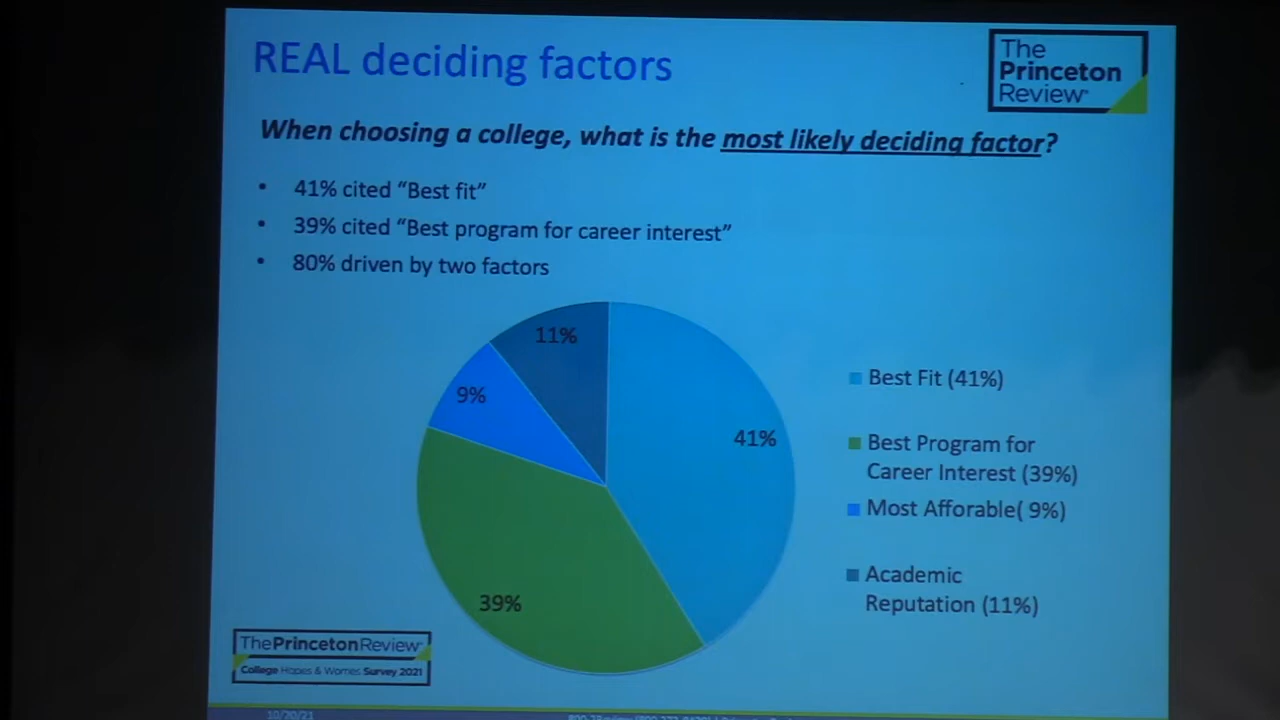 REAL deciding factors
The
Princeton
Review
When choosing a college, what is the most likely deciding factor?
• 41% cited “Best fit”
• 39% cited “Best program for career interest”
• 80% driven by two factors
11%
9%
41%
39%
Best Fit (41%)
Best Program for
Career Interest (39%)
Most Afforable( 9%)
Academic
Reputation (11%)
The Princeton Review
College Hopes & Worries Survey 2021
10/20/21